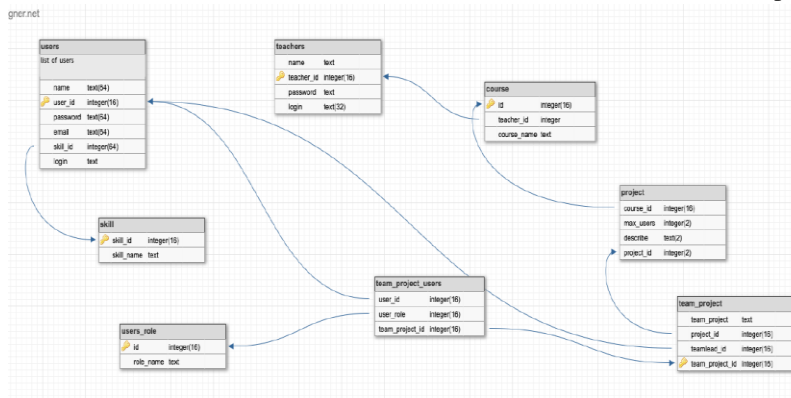 gner.net
users
list of users
name text(64)
user_id integer(16)
password text(64)
email text(64)
skill_id integer(64)
login text
teachers
name text
teacher_id integer(16)
password text
login text(32)
course
id integer(16)
teacher_id integer
course_name text
project
course_id integer(16)
max_users integer(2)
describe text(2)
project_id integer(2)
skill
skill_id integer(16)
skill_name text
team_project_users
user_id integer(16)
user_role integer(16)
team_project_id integer(16)
team_project
team_project text
project_id integer(16)
teamlead_id integer(16)
team_project_id integer(16)
users_role
id integer(16)
role_name text